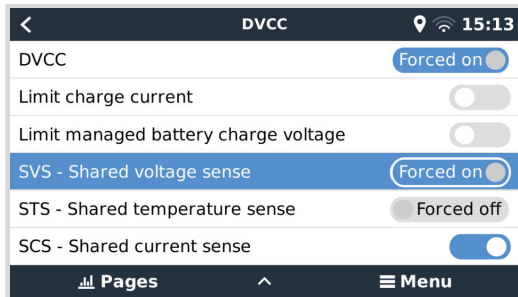 DVCC 15:13
DVCC Forced on
Limit charge current
Limit managed battery charge voltage
SVS - Shared voltage sense Forced on
STS - Shared temperature sense Forced off
SCS - Shared current sense
Pages Menu